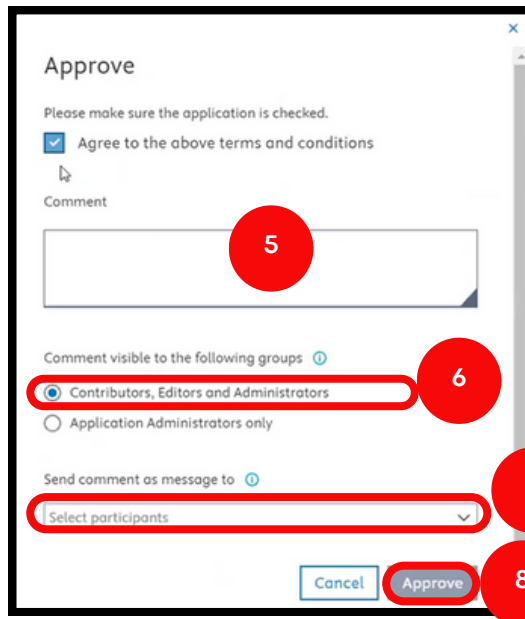 ×
Approve
Please make sure the application is checked.
Agree to the above terms and conditions
Comment
5
Comment visible to the following groups
6
Contributors, Editors and Administrators
Application Administrators only
Send comment as message to
Select participants
Cancel
Approve
8